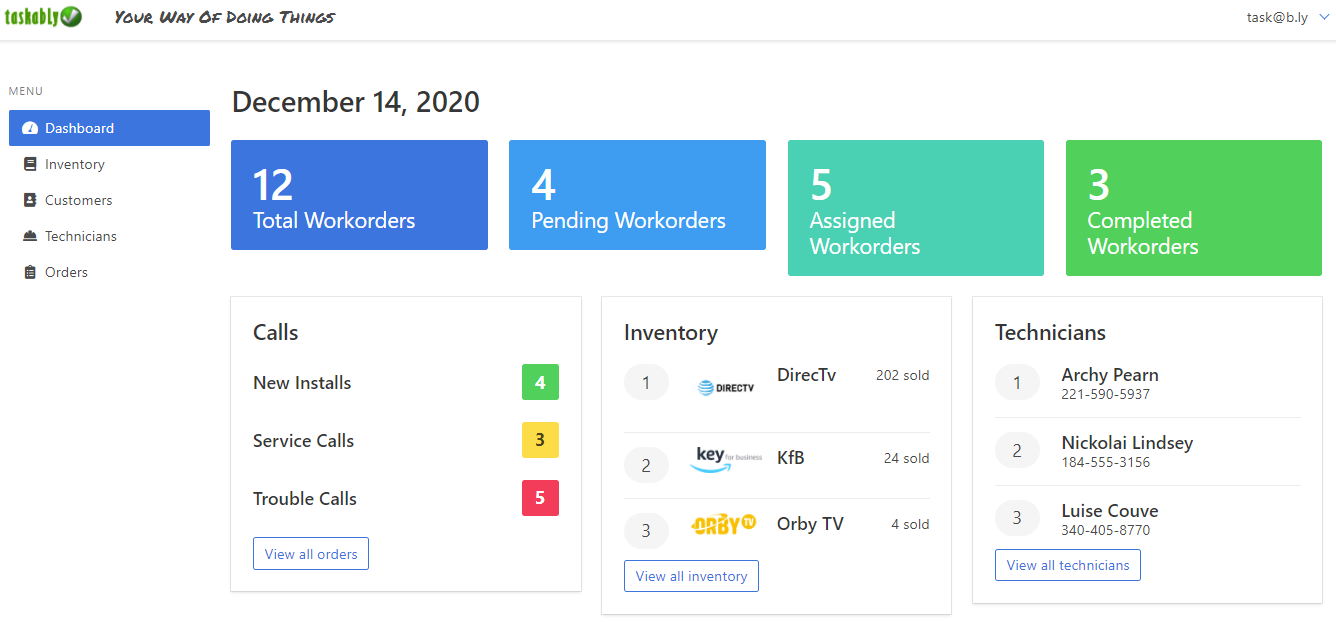 taskably
Your Way Of Doing Things
task@b.ly
MENU
Dashboard
Inventory
Customers
Technicians
Orders
December 14, 2020
12
Total Workorders
4
Pending Workorders
5
Assigned
Workorders
3
Completed
Workorders
Calls
New Installs 4
Service Calls 3
Trouble Calls 5
View all orders
Inventory
1 DIRECTV DirecTv 202 sold
2 key for business KfB 24 sold
3 ORBY TV Orby TV 4 sold
View all inventory
Technicians
1 Archy Pearn
221-590-5937
2 Nickolai Lindsey
184-555-3156
3 Luise Couve
340-405-8770
View all technicians